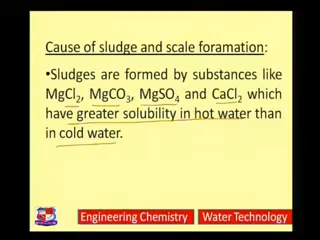 Cause of sludge and scale foramation:
•Sludges are formed by substances like
MgCl₂, MgCO₃, MgSO₄ and CaCl₂ which
have greater solubility in hot water than
in cold water.
Engineering Chemistry Water Technology